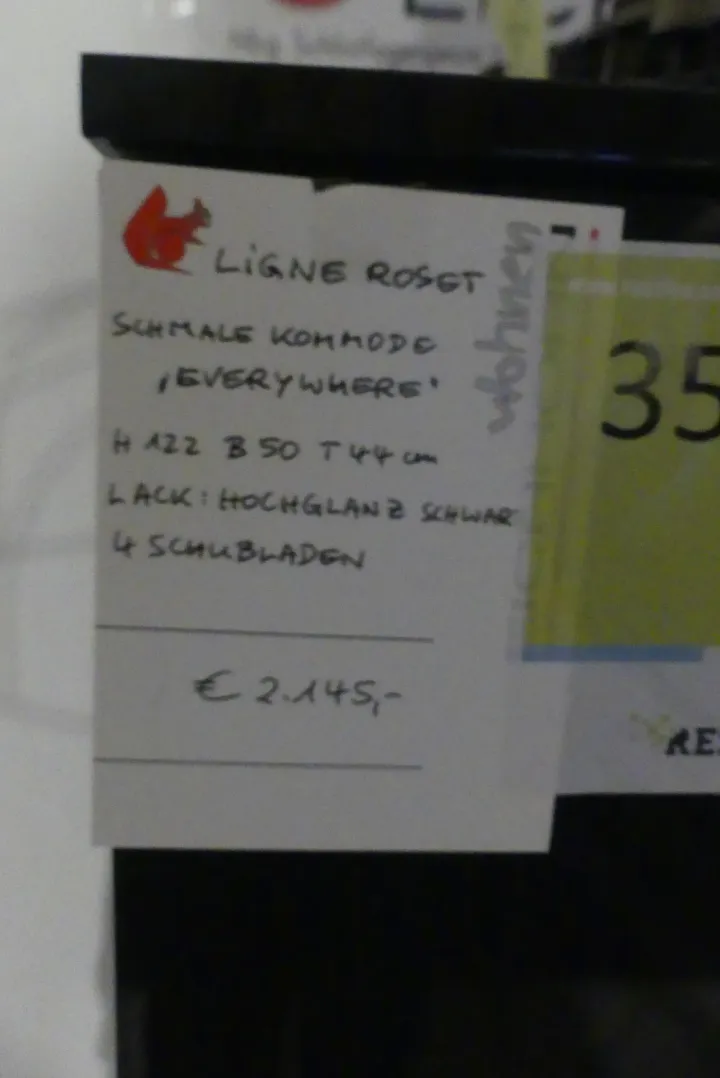 LIGNE ROSET
SCHMALE KOMMODE
‚EVERYWHERE'
H 122 B 50 T 44 cm
LACK: HOCHGLANZ SCHWAR
4 SCHUBLADEN
€ 2.145,-
wohnen
35
RE